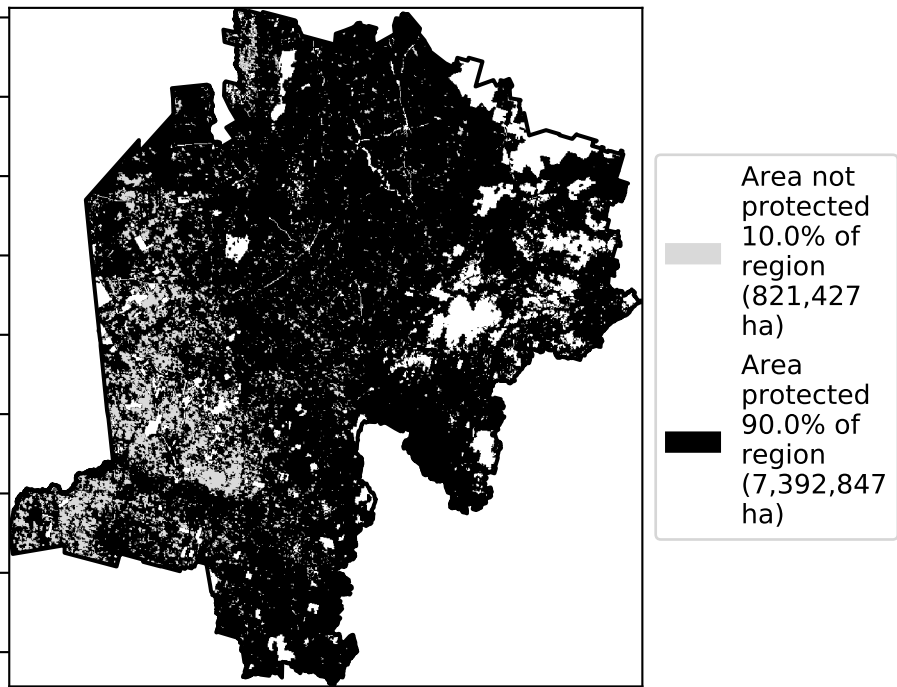 Area not
protected
10.0% of
region
(821,427
ha)
Area
protected
90.0% of
region
(7,392,847
ha)